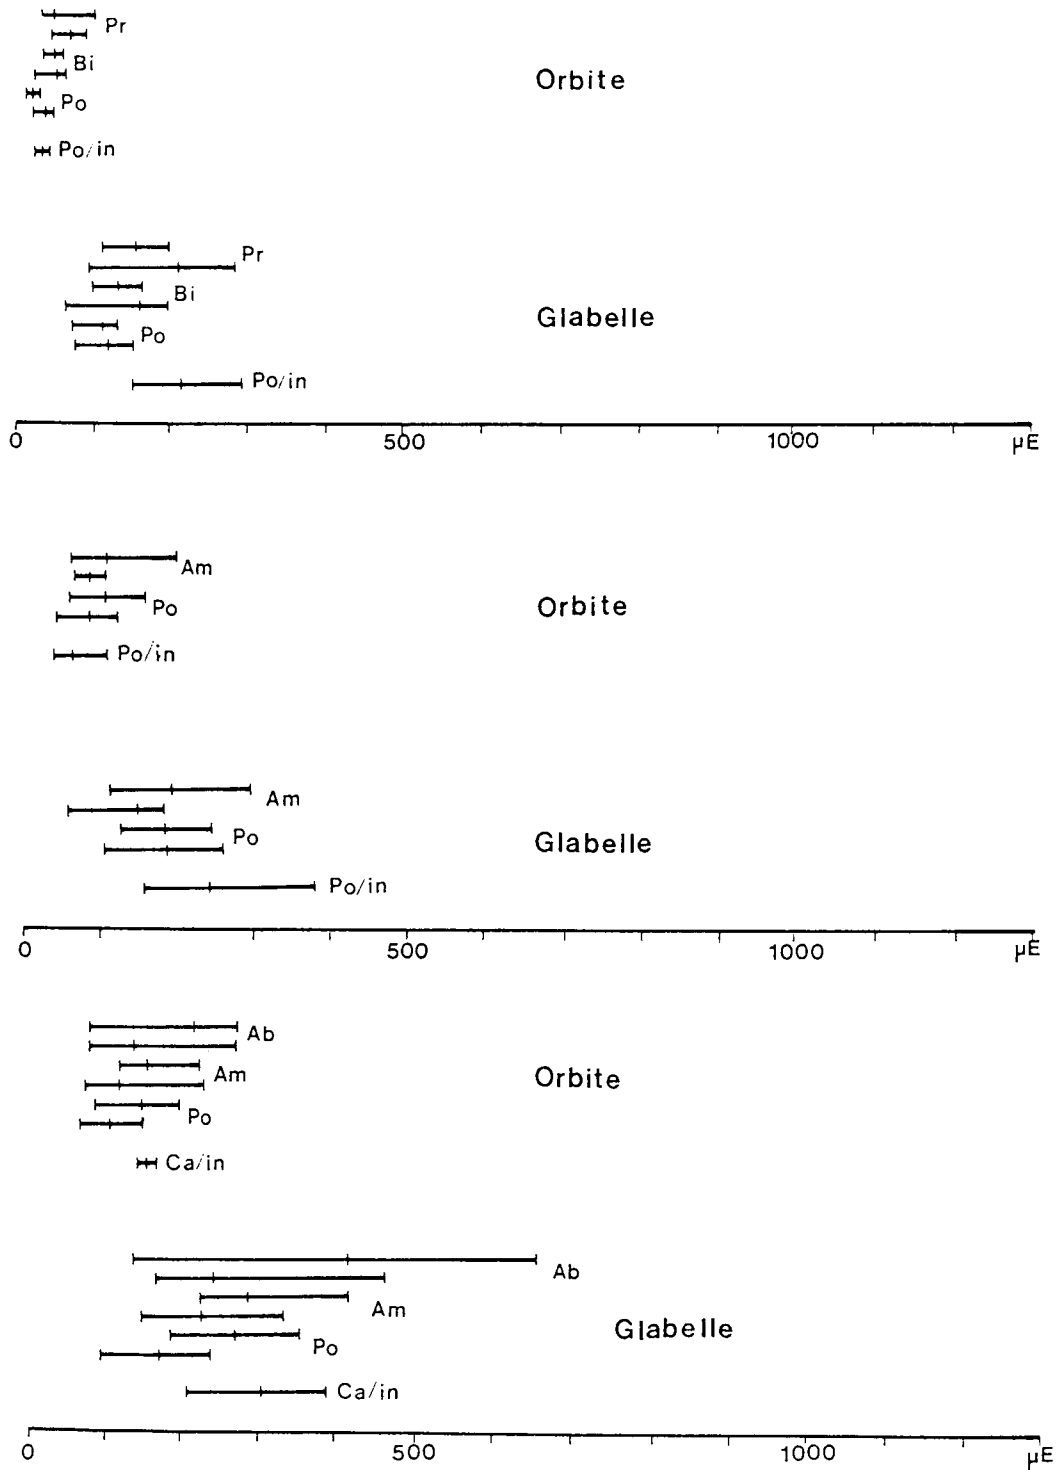 Pr
Bi
Orbite
Po
Po/in
Pr
Bi
Glabelle
Po
Po/in
0 500 1000 µE
Am
Orbite
Po
Po/in
Am
Po
Glabelle
Po/in
0 500 1000 µE
Ab
Am
Orbite
Po
Ca/in
Ab
Am
Glabelle
Po
Ca/in
0 500 1000 µE